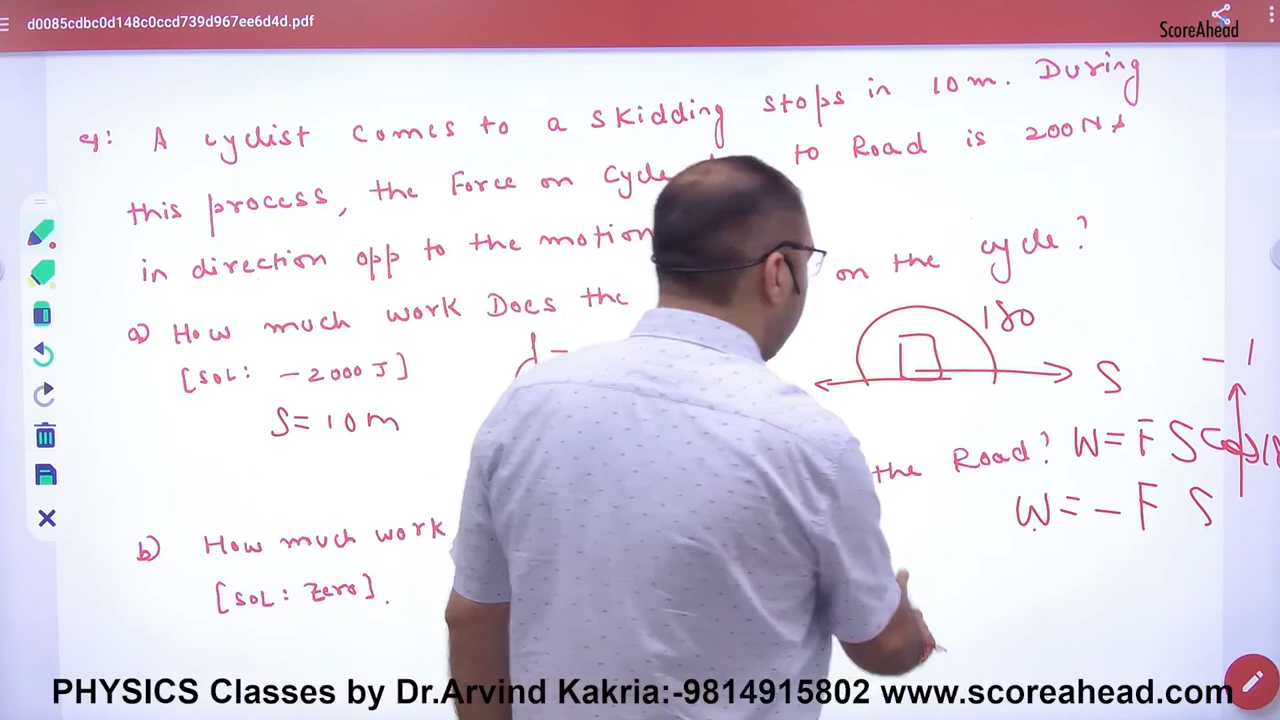 d0085cdbc0d148c0ccd739d967ee6d4d.pdf
ScoreAhead
A cyclist comes to a skidding stops in 10m. During
this process, the Force on cycle to Road is 200N &
in direction opp to the motion
a) How much work Does the on the cycle?
[SOL: -2000J]
180
S
-1
S = 10m
the Road? W = F S Cos
W = - F S
b) How much work
[SOL: Zero].
PHYSICS Classes by Dr.Arvind Kakria:-9814915802 www.scoreahead.com